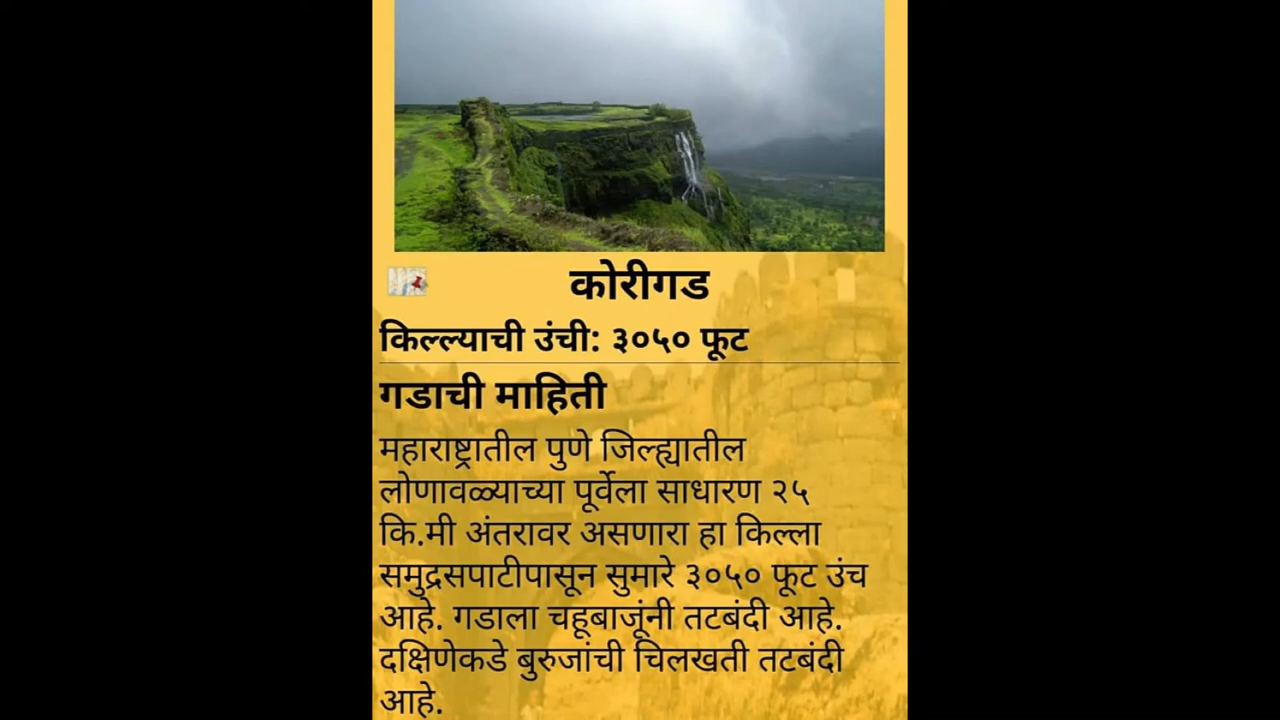 कोरीगड
किल्ल्याची उंची: ३०५० फूट
गडाची माहिती
महाराष्ट्रातील पुणे जिल्ह्यातील
लोणावळ्याच्या पूर्वेला साधारण २५
कि.मी अंतरावर असणारा हा किल्ला
समुद्रसपाटीपासून सुमारे ३०५० फूट उंच
आहे. गडाला चहूबाजूंनी तटबंदी आहे.
दक्षिणेकडे बुरुजांची चिलखती तटबंदी
आहे.